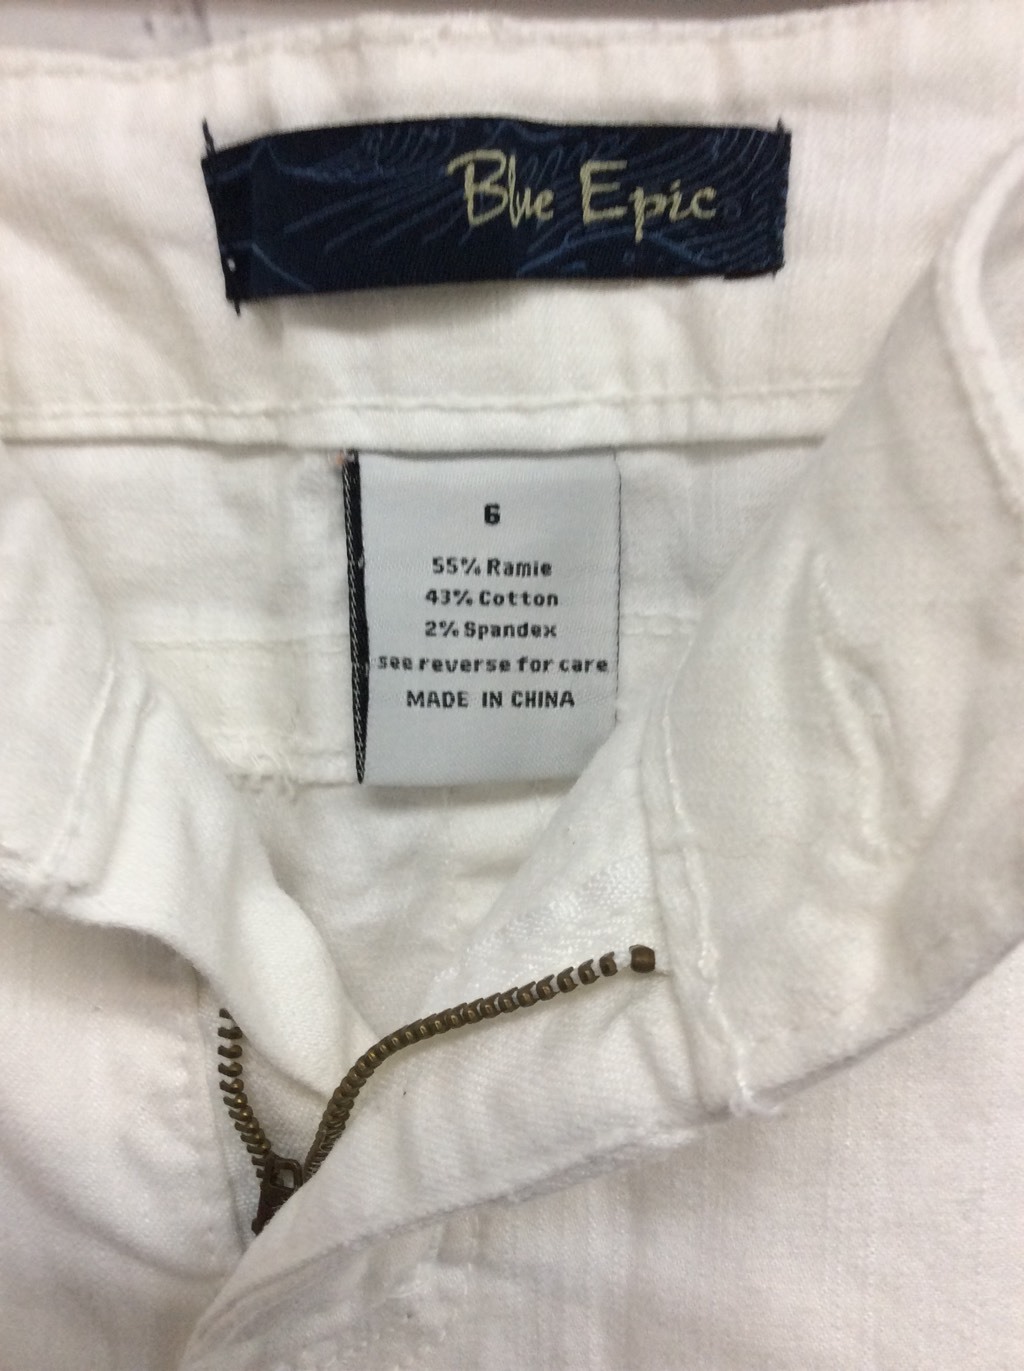 Blue Epic
6
55% Ramie
43% Cotton
2% Spandex
see reverse for care
MADE IN CHINA